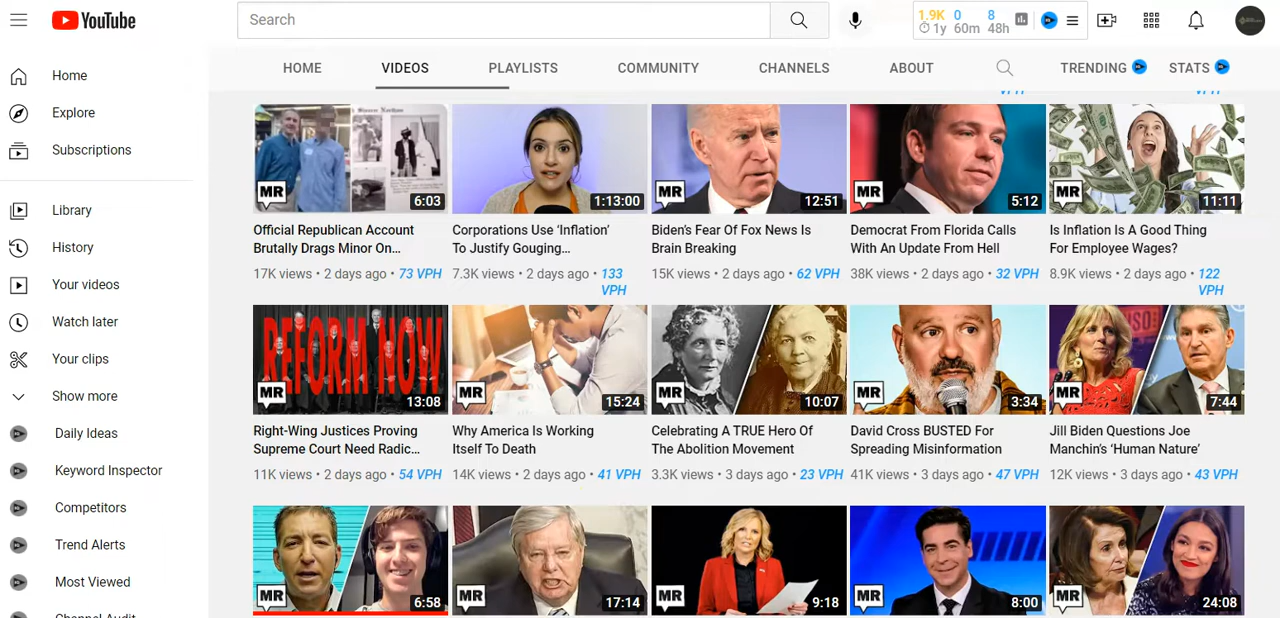 YouTube
Search
1.9K 0 8
1y 60m 48h
HOME VIDEOS PLAYLISTS COMMUNITY CHANNELS ABOUT TRENDING STATS
Home
Explore
Subscriptions
Library
History
Your videos
Watch later
Your clips
Show more
Daily Ideas
Keyword Inspector
Competitors
Trend Alerts
Most Viewed
Channel Audit
VPH
VPH
MR
6:03
Official Republican Account
Brutally Drags Minor On...
17K views • 2 days ago • 73 VPH
1:13:00
Corporations Use ‘Inflation’
To Justify Gouging...
7.3K views • 2 days ago • 133
VPH
MR
12:51
Biden’s Fear Of Fox News Is
Brain Breaking
15K views • 2 days ago • 62 VPH
MR
5:12
Democrat From Florida Calls
With An Update From Hell
38K views • 2 days ago • 32 VPH
MR
11:11
Is Inflation Is A Good Thing
For Employee Wages?
8.9K views • 2 days ago • 122
VPH
REFORM NOW
MR
13:08
Right-Wing Justices Proving
Supreme Court Need Radic...
11K views • 2 days ago • 54 VPH
MR
15:24
Why America Is Working
Itself To Death
14K views • 2 days ago • 41 VPH
MR
10:07
Celebrating A TRUE Hero Of
The Abolition Movement
3.3K views • 3 days ago • 23 VPH
MR
3:34
David Cross BUSTED For
Spreading Misinformation
41K views • 3 days ago • 47 VPH
MR
7:44
Jill Biden Questions Joe
Manchin’s ‘Human Nature’
12K views • 3 days ago • 43 VPH
MR
6:58
MR
17:14
MR
9:18
MR
8:00
MR
24:08